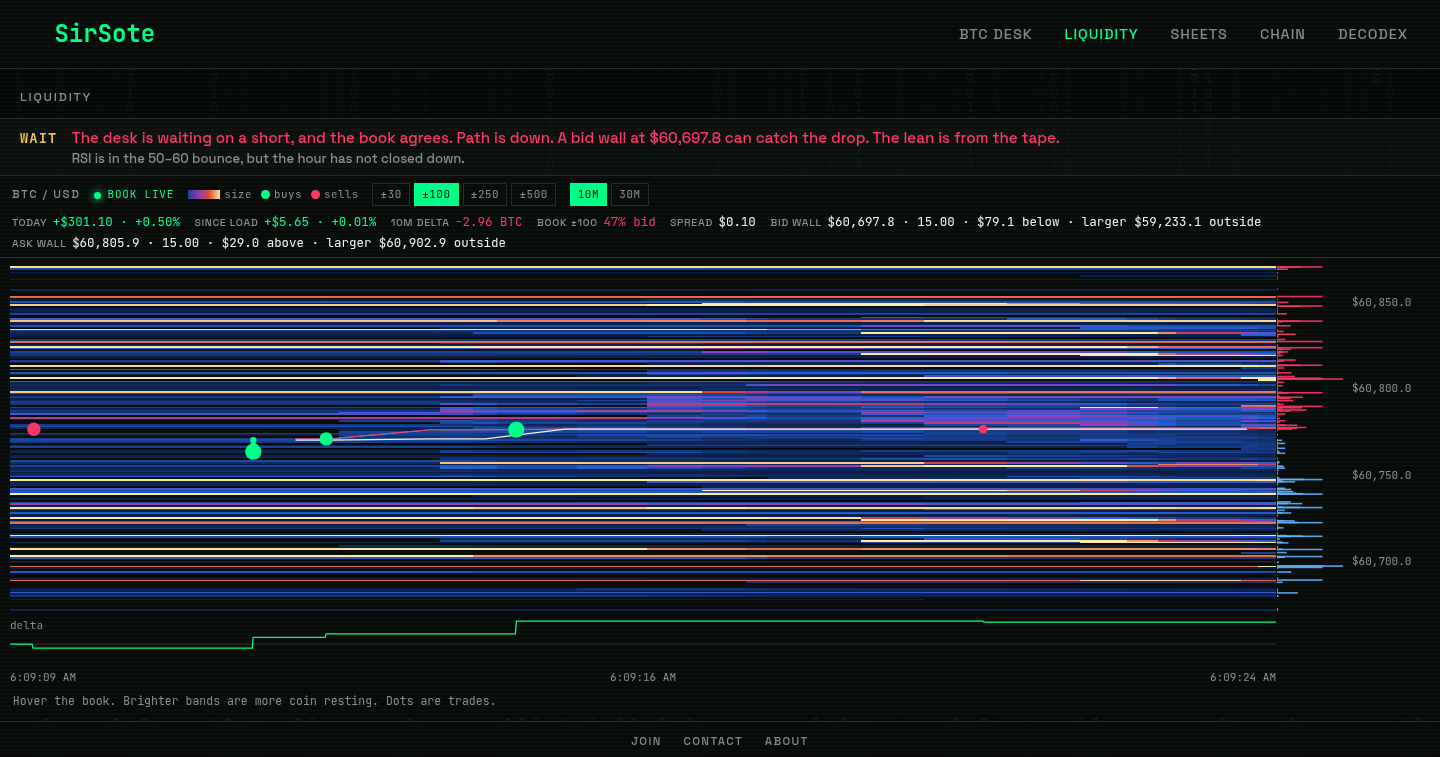 SirSote
BTC DESK LIQUIDITY SHEETS CHAIN DECODEX
LIQUIDITY
WAIT The desk is waiting on a short, and the book agrees. Path is down. A bid wall at $60,697.8 can catch the drop. The lean is from the tape.
RSI is in the 50–60 bounce, but the hour has not closed down.
BTC / USD BOOK LIVE size buys sells ±30 ±100 ±250 ±500 10M 30M
TODAY +$301.10 · +0.50% SINCE LOAD +$5.65 · +0.01% 10M DELTA -2.96 BTC BOOK ±100 47% bid SPREAD $0.10 BID WALL $60,697.8 · 15.00 · $79.1 below · larger $59,233.1 outside
ASK WALL $60,805.9 · 15.00 · $29.0 above · larger $60,902.9 outside
$60,850.0
$60,800.0
$60,750.0
$60,700.0
delta
6:09:09 AM 6:09:16 AM 6:09:24 AM
Hover the book. Brighter bands are more coin resting. Dots are trades.
JOIN CONTACT ABOUT